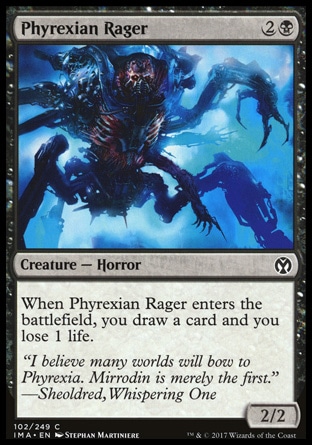 Phyrexian Rager 2
Creature — Horror
When Phyrexian Rager enters the
battlefield, you draw a card and you
lose 1 life.
“I believe many worlds will bow to
Phyrexia. Mirrodin is merely the first.”
—Sheoldred, Whispering One
2/2
102/249 C
IMA • EN Stephan Martiniere
™ & © 2017 Wizards of the Coast